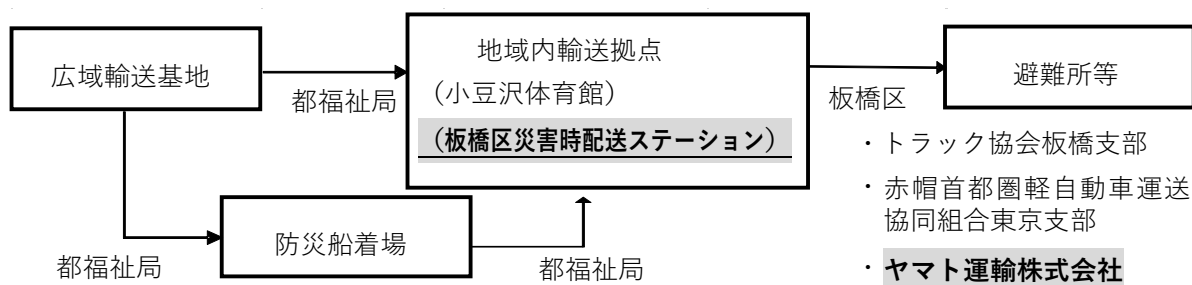 広域輸送基地
都福祉局
地域内輸送拠点
（小豆沢体育館）
（板橋区災害時配送ステーション）
板橋区
避難所等
・トラック協会板橋支部
・赤帽首都圏軽自動車運送
協同組合東京支部
・ヤマト運輸株式会社
都福祉局
防災船着場
都福祉局